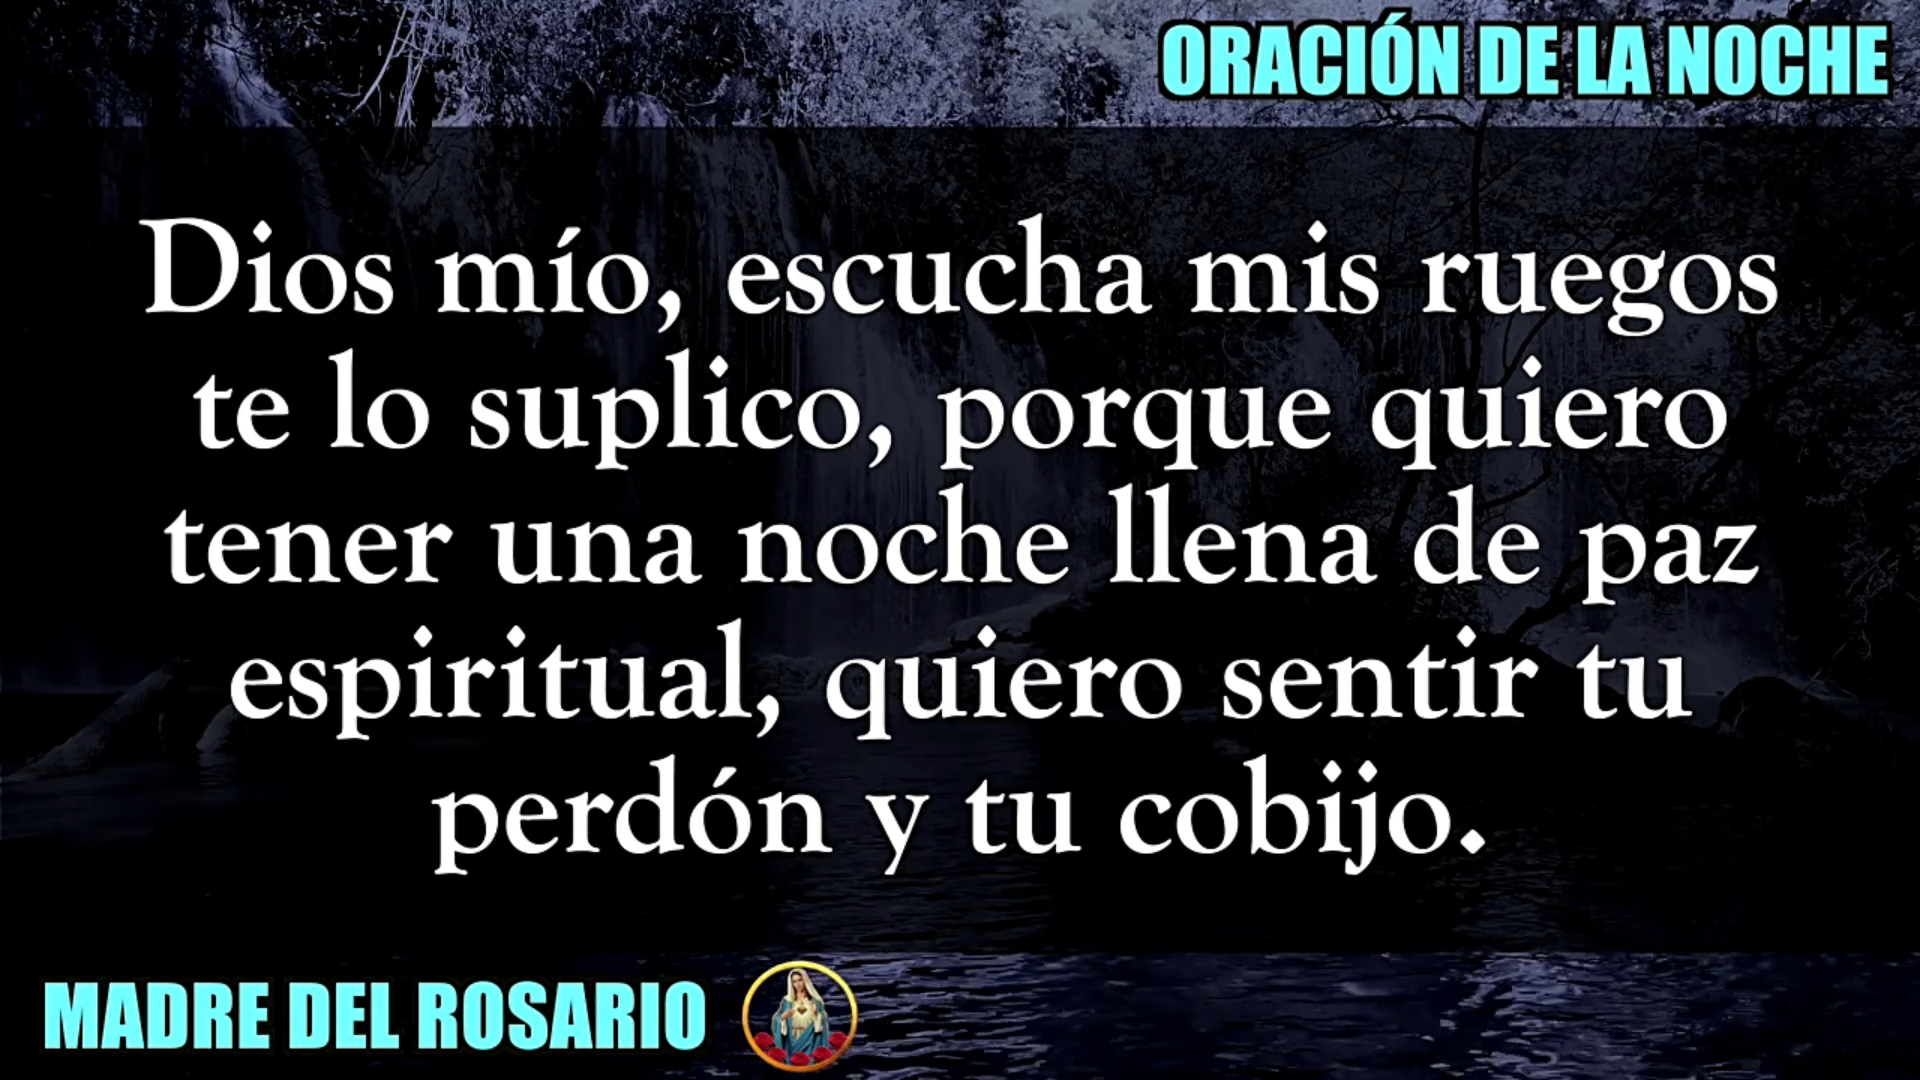 ORACIÓN DE LA NOCHE
Dios mío, escucha mis ruegos
te lo suplico, porque quiero
tener una noche llena de paz
espiritual, quiero sentir tu
perdón y tu cobijo.
MADRE DEL ROSARIO